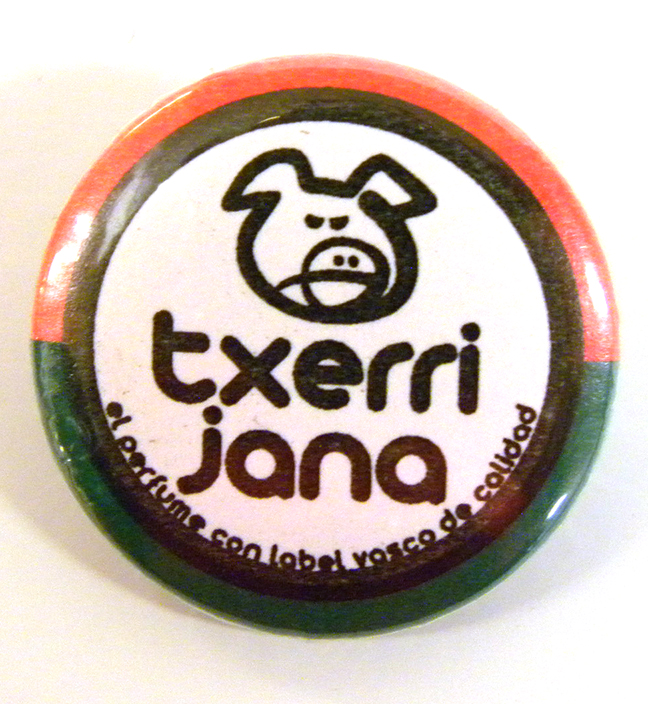 txerri
jana
el perfume con label vasco de calidad